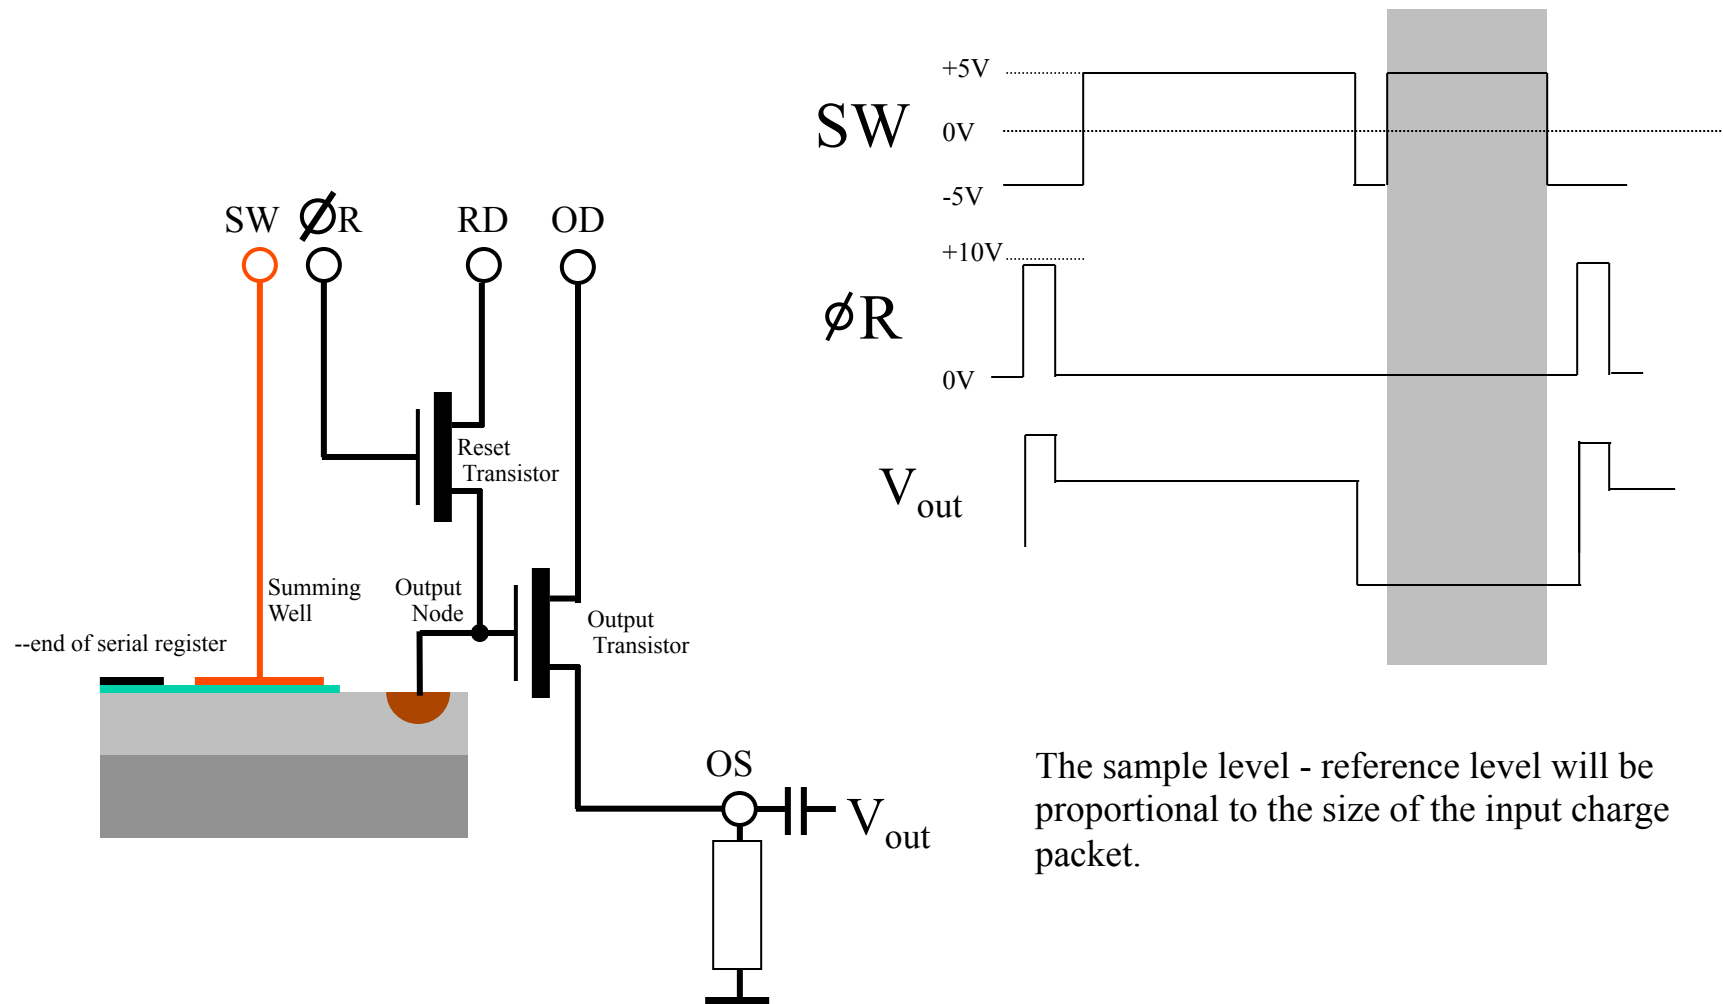 SW
ϕR
RD
OD
Reset
Transistor
Summing
Well
Output
Node
Output
Transistor
--end of serial register
OS
Vout
SW
+5V
0V
-5V
ϕR
+10V
0V
Vout
The sample level - reference level will be
proportional to the size of the input charge
packet.